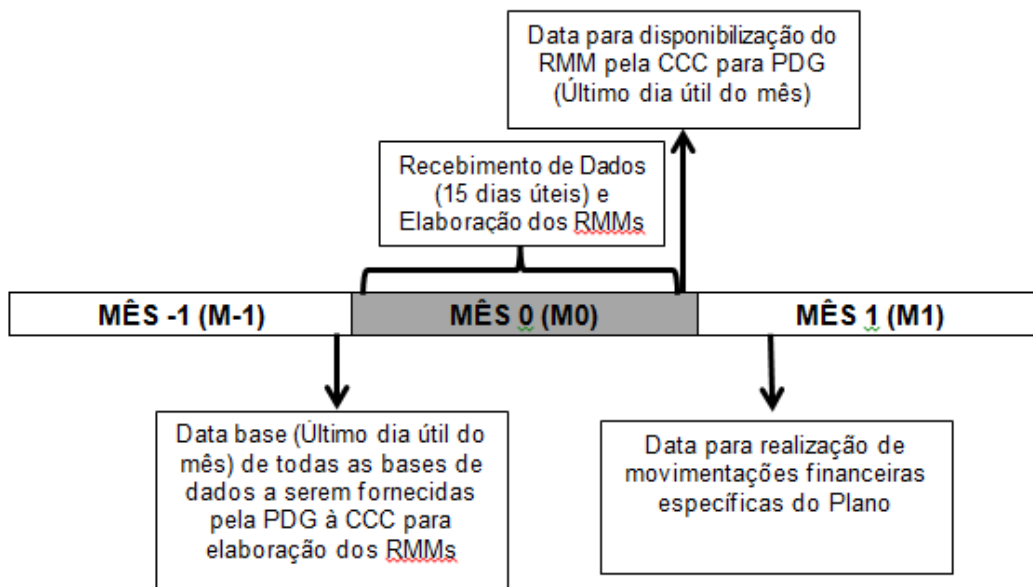 Data para disponibilização do
RMM pela CCC para PDG
(Último dia útil do mês)
Recebimento de Dados
(15 dias úteis) e
Elaboração dos RMMs
MÊS -1 (M-1)
MÊS 0 (M0)
MÊS 1 (M1)
Data base (Último dia útil do
mês) de todas as bases de
dados a serem fornecidas
pela PDG à CCC para
elaboração dos RMMs
Data para realização de
movimentações financeiras
específicas do Plano